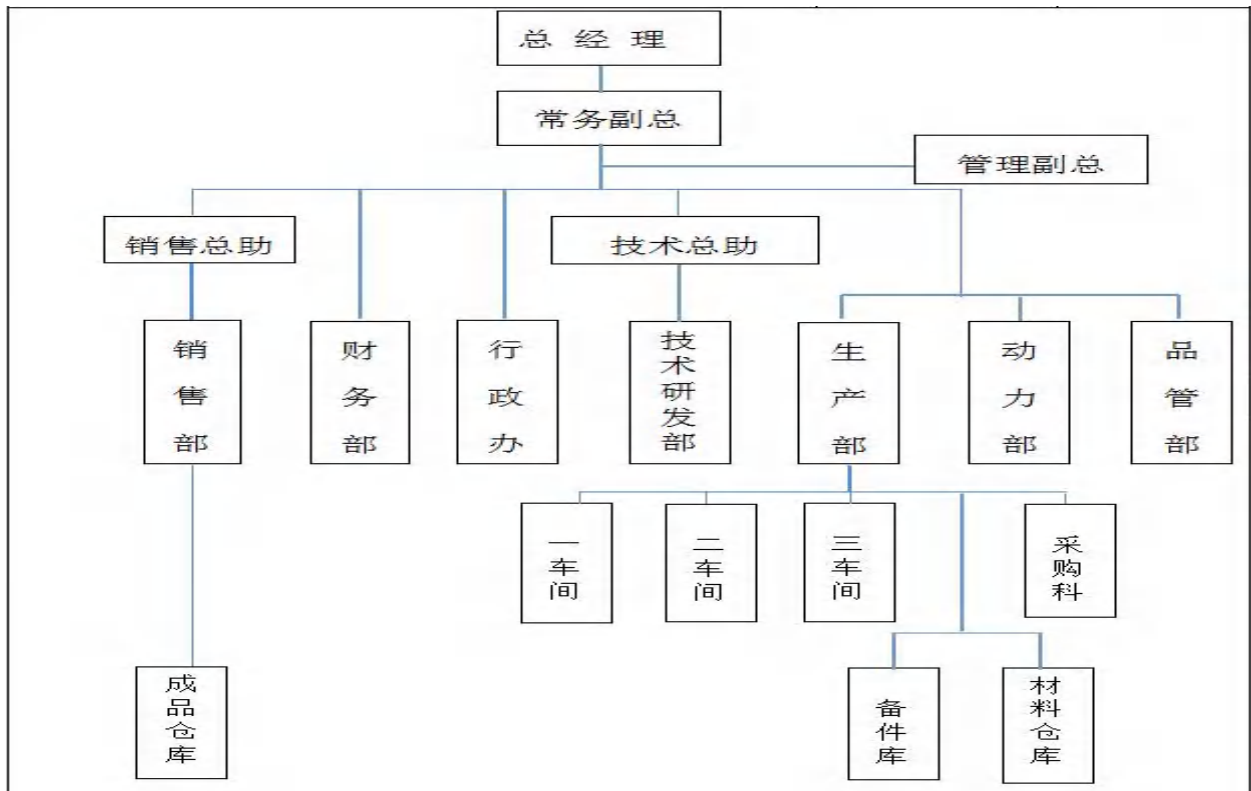 总 经 理
常务副总
管理副总
销售总助
技术总助
销售部
财务部
行政办
技术研发部
生产部
动力部
品管部
一车间
二车间
三车间
采购科
成品仓库
备件库
材料仓库